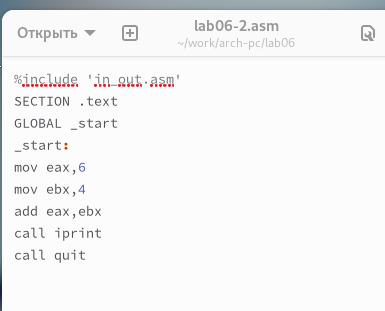 Открыть
lab06-2.asm
~/work/arch-pc/lab06
%include 'in_out.asm'
SECTION .text
GLOBAL _start
_start:
mov eax,6
mov ebx,4
add eax,ebx
call iprint
call quit